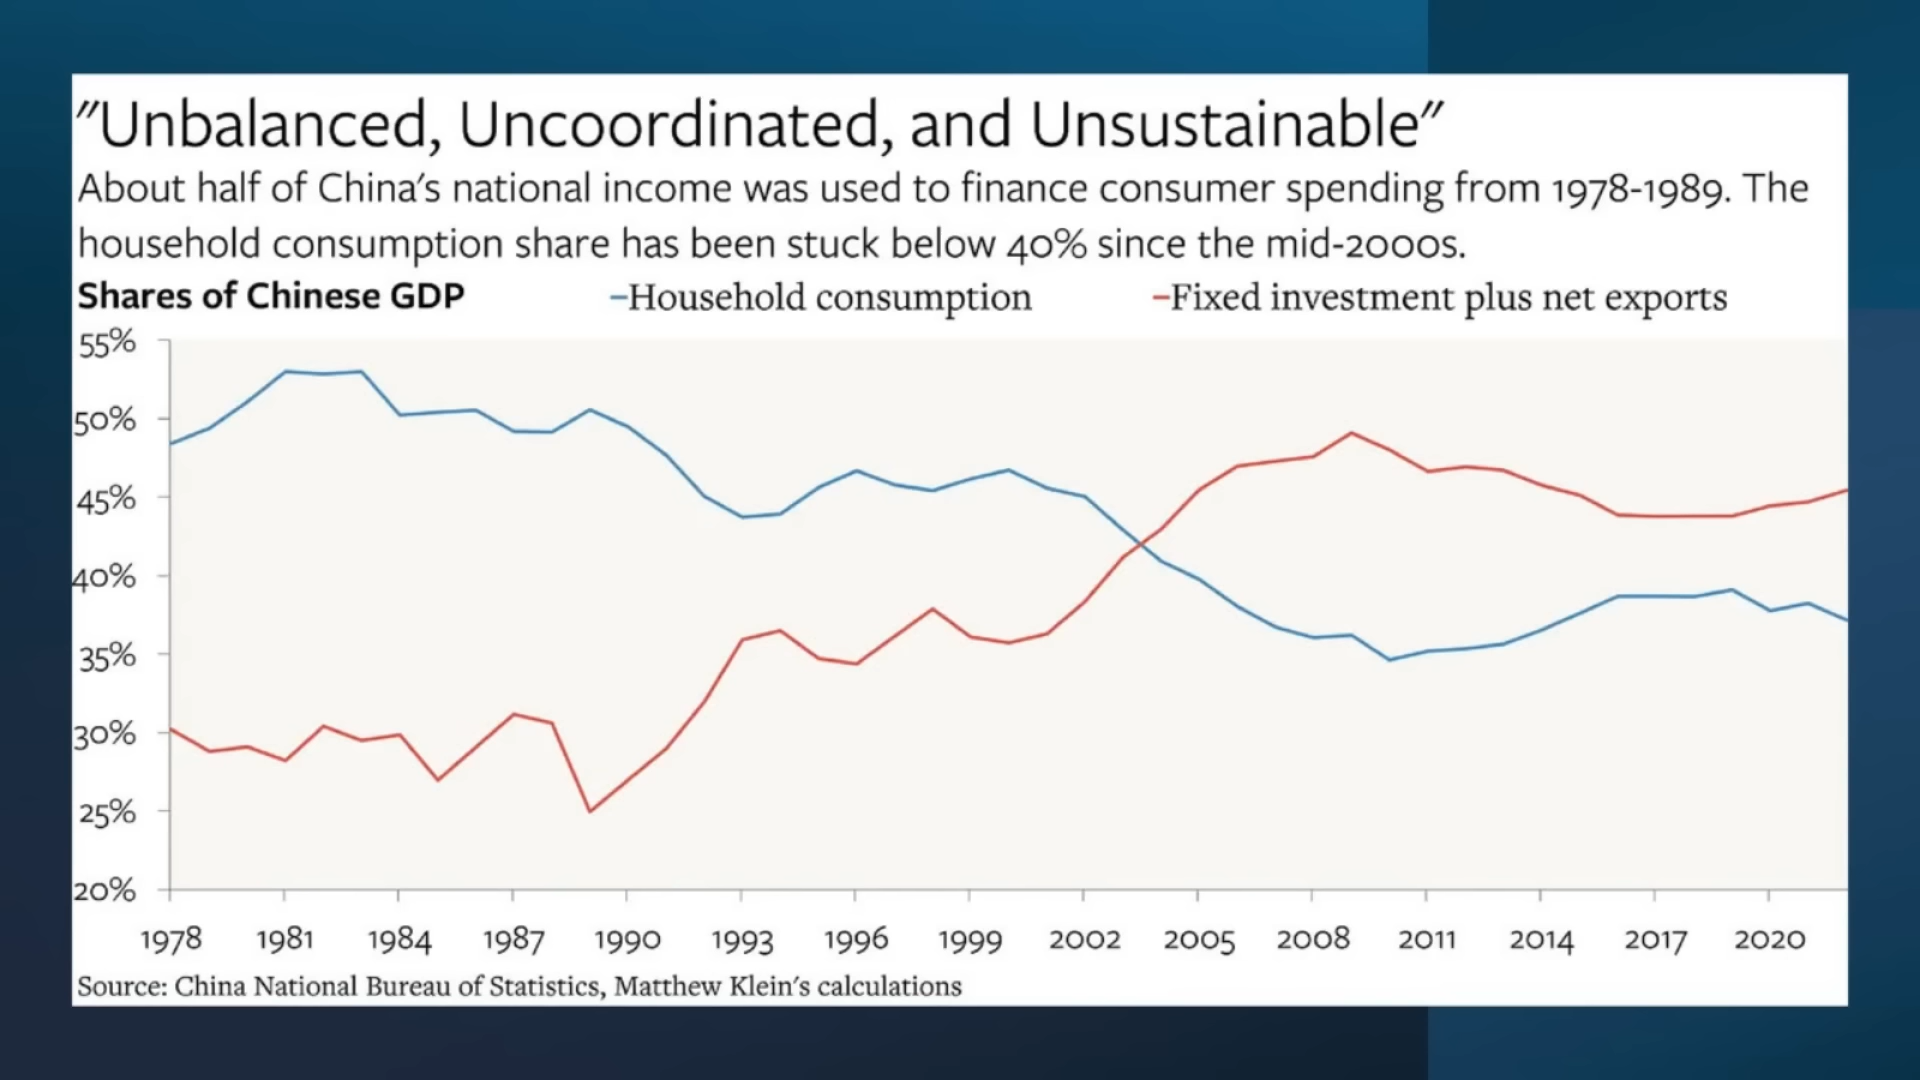 "Unbalanced, Uncoordinated, and Unsustainable"
About half of China's national income was used to finance consumer spending from 1978-1989. The
household consumption share has been stuck below 40% since the mid-2000s.
Shares of Chinese GDP –Household consumption –Fixed investment plus net exports
55%
50%
45%
40%
35%
30%
25%
20%
1978 1981 1984 1987 1990 1993 1996 1999 2002 2005 2008 2011 2014 2017 2020
Source: China National Bureau of Statistics, Matthew Klein's calculations